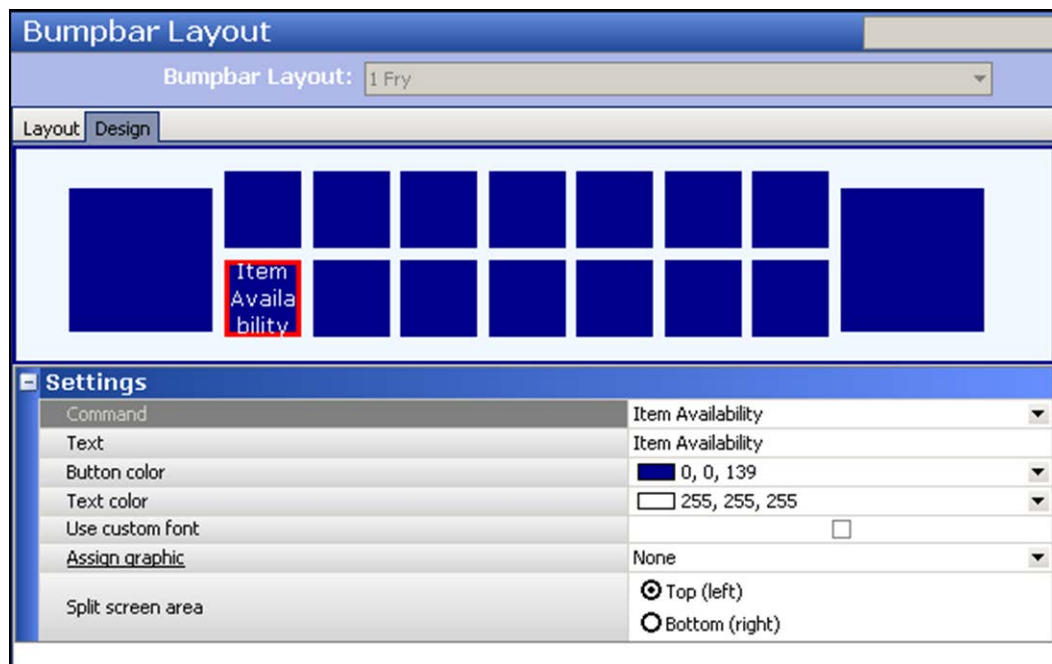 Bumpbar Layout
Bumpbar Layout: 1 Fry
Layout Design
Item
Availa
bility
Settings
Command Item Availability
Text Item Availability
Button color 0, 0, 139
Text color 255, 255, 255
Use custom font
Assign graphic None
Split screen area
Top (left)
Bottom (right)